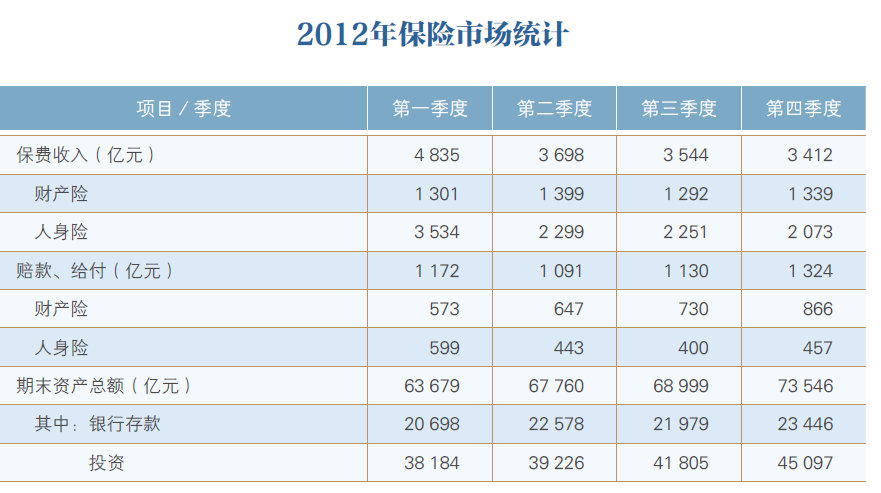 2012年保险市场统计
项目 / 季度 第一季度 第二季度 第三季度 第四季度
保费收入（亿元） 4 835 3 698 3 544 3 412
财产险 1 301 1 399 1 292 1 339
人身险 3 534 2 299 2 251 2 073
赔款、给付（亿元） 1 172 1 091 1 130 1 324
财产险 573 647 730 866
人身险 599 443 400 457
期末资产总额（亿元） 63 679 67 760 68 999 73 546
其中：银行存款 20 698 22 578 21 979 23 446
投资 38 184 39 226 41 805 45 097